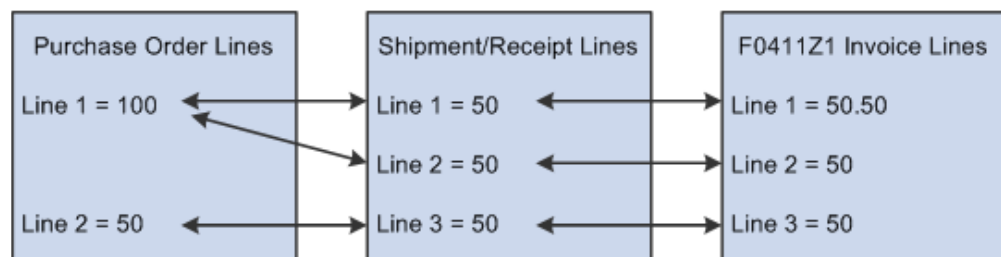 Purchase Order Lines
Line 1 = 100
Line 2 = 50
Shipment/Receipt Lines
Line 1 = 50
Line 2 = 50
Line 3 = 50
F0411Z1 Invoice Lines
Line 1 = 50.50
Line 2 = 50
Line 3 = 50